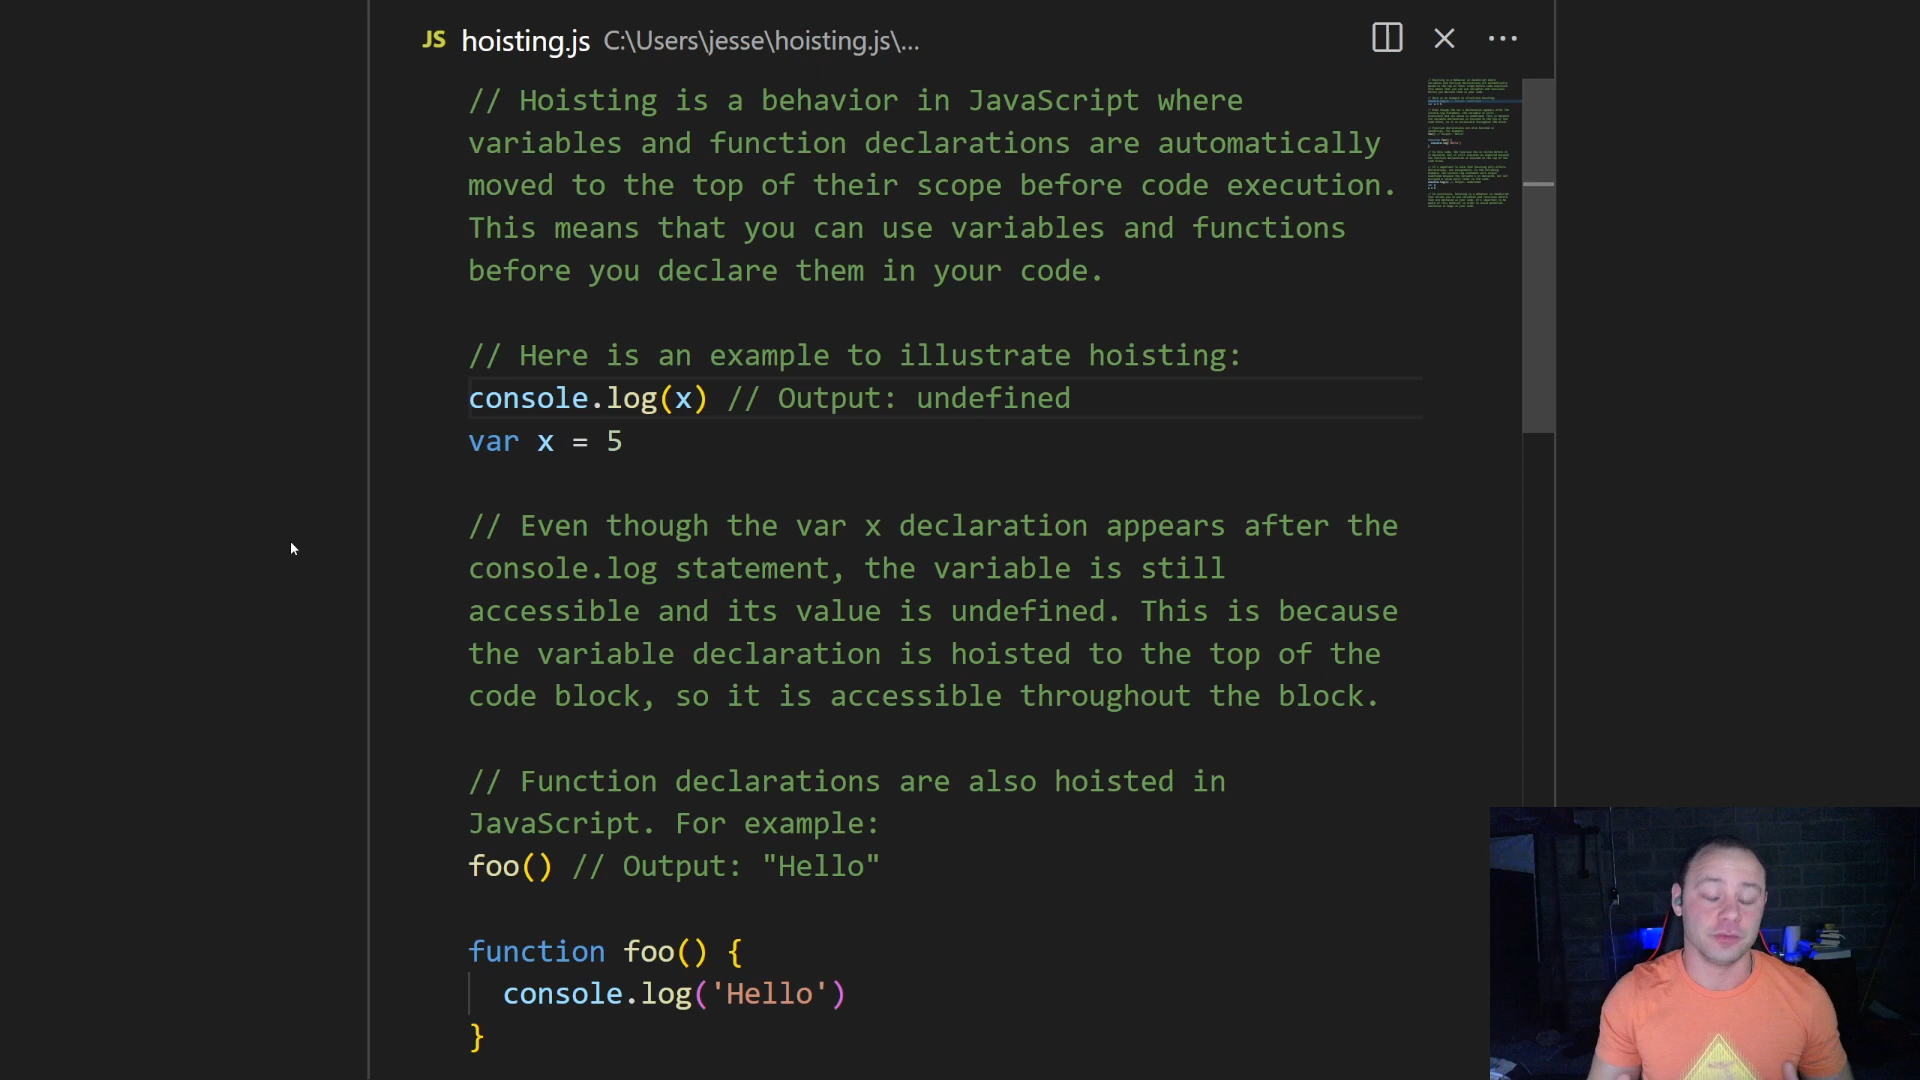 JS hoisting.js C:\Users\jesse\hoisting.js\...
// Hoisting is a behavior in JavaScript where
variables and function declarations are automatically
moved to the top of their scope before code execution.
This means that you can use variables and functions
before you declare them in your code.
// Here is an example to illustrate hoisting:
console.log(x) // Output: undefined
var x = 5
// Even though the var x declaration appears after the
console.log statement, the variable is still
accessible and its value is undefined. This is because
the variable declaration is hoisted to the top of the
code block, so it is accessible throughout the block.
// Function declarations are also hoisted in
JavaScript. For example:
foo() // Output: "Hello"
function foo() {
console.log('Hello')
}